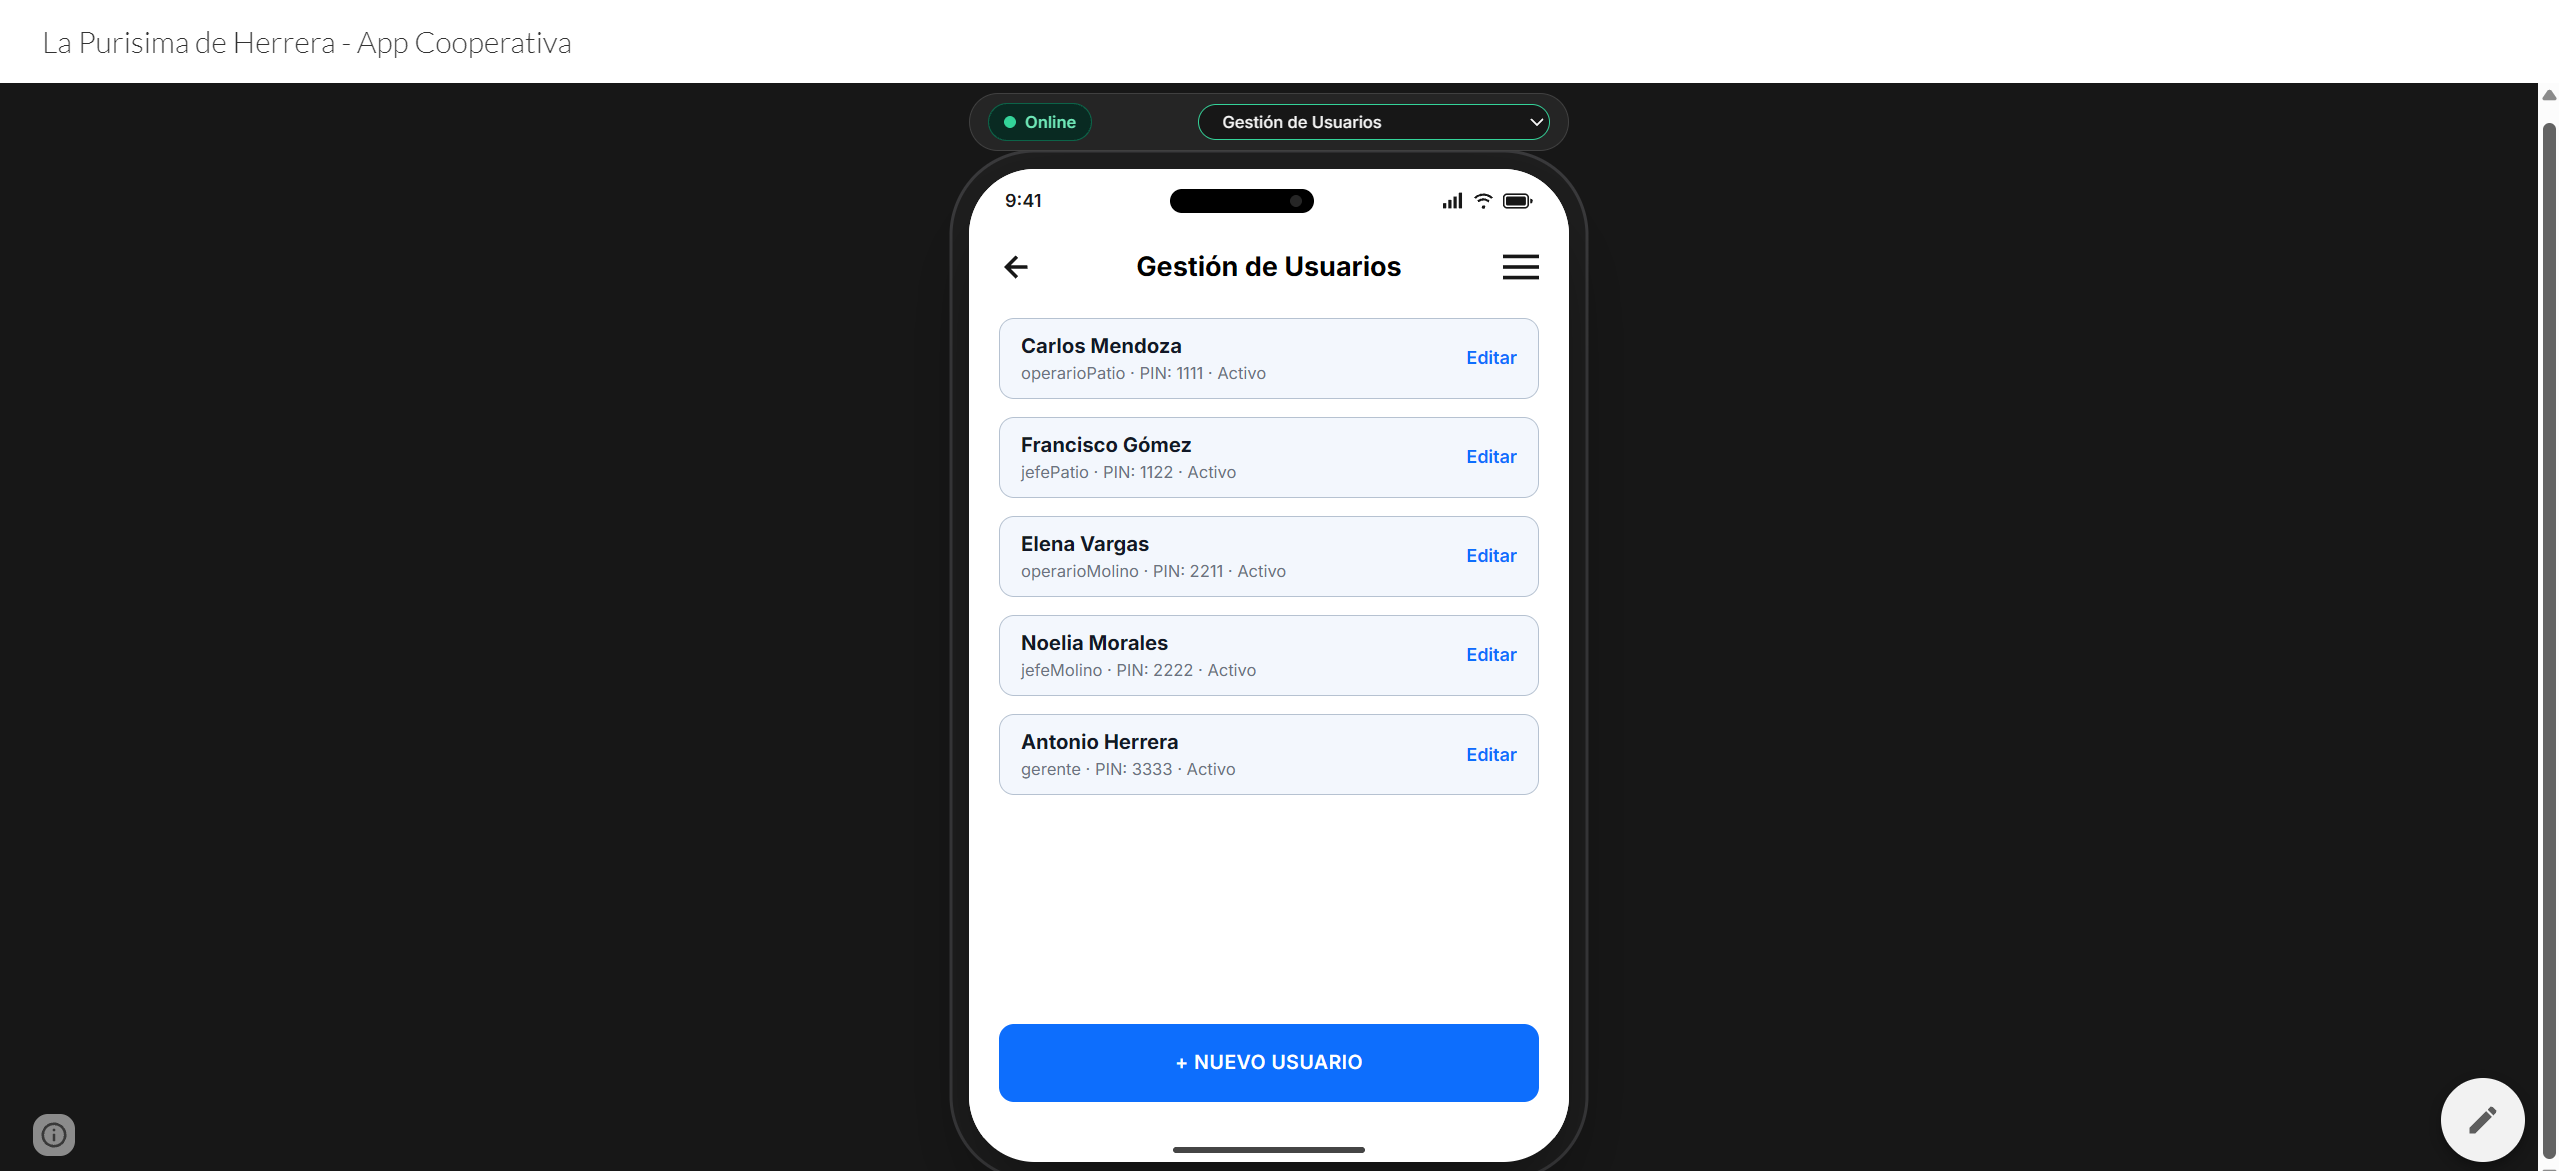 La Purisima de Herrera - App Cooperativa
Online
Gestión de Usuarios
9:41
Gestión de Usuarios
Carlos Mendoza
operarioPatio · PIN: 1111 · Activo
Editar
Francisco Gómez
jefePatio · PIN: 1122 · Activo
Editar
Elena Vargas
operarioMolino · PIN: 2211 · Activo
Editar
Noelia Morales
jefeMolino · PIN: 2222 · Activo
Editar
Antonio Herrera
gerente · PIN: 3333 · Activo
Editar
+ NUEVO USUARIO